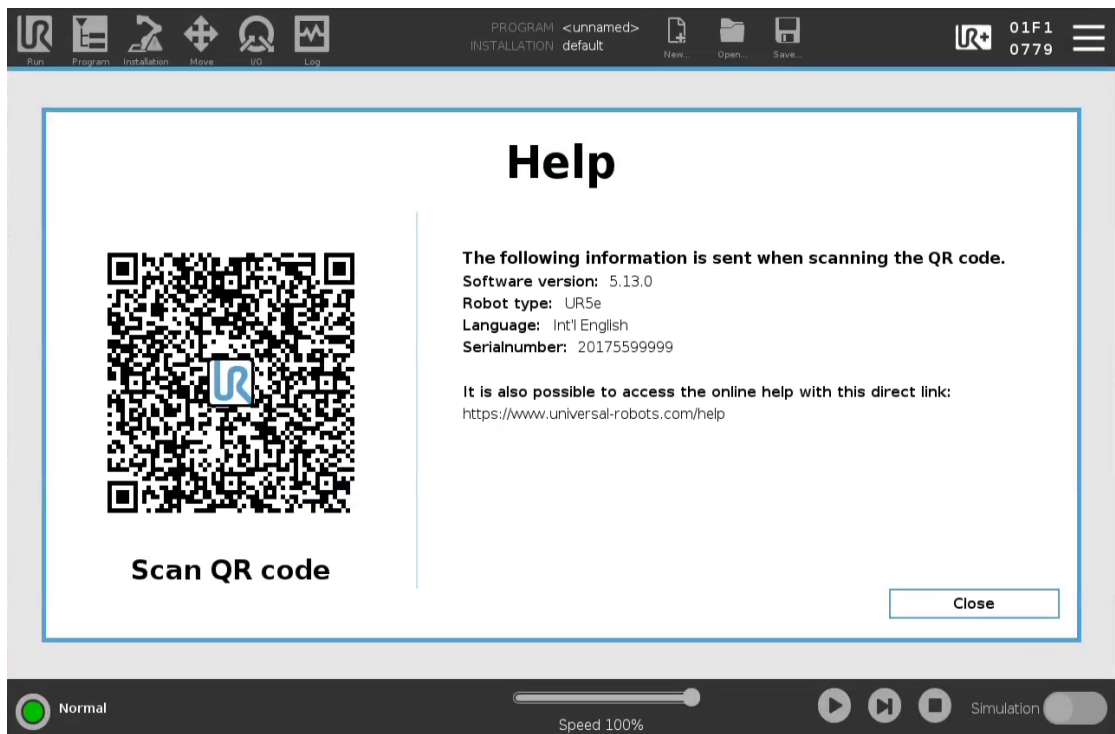 PROGRAM <unnamed>
INSTALLATION default
Run
Program
Installation
Move
I/O
Log
New...
Open...
Save...
UR+
01F1
0779
Help
The following information is sent when scanning the QR code.
Software version: 5.13.0
Robot type: UR5e
Language: Int'l English
Serialnumber: 20175599999
It is also possible to access the online help with this direct link:
https://www.universal-robots.com/help
UR
Scan QR code
Close
Normal
Speed 100%
Simulation